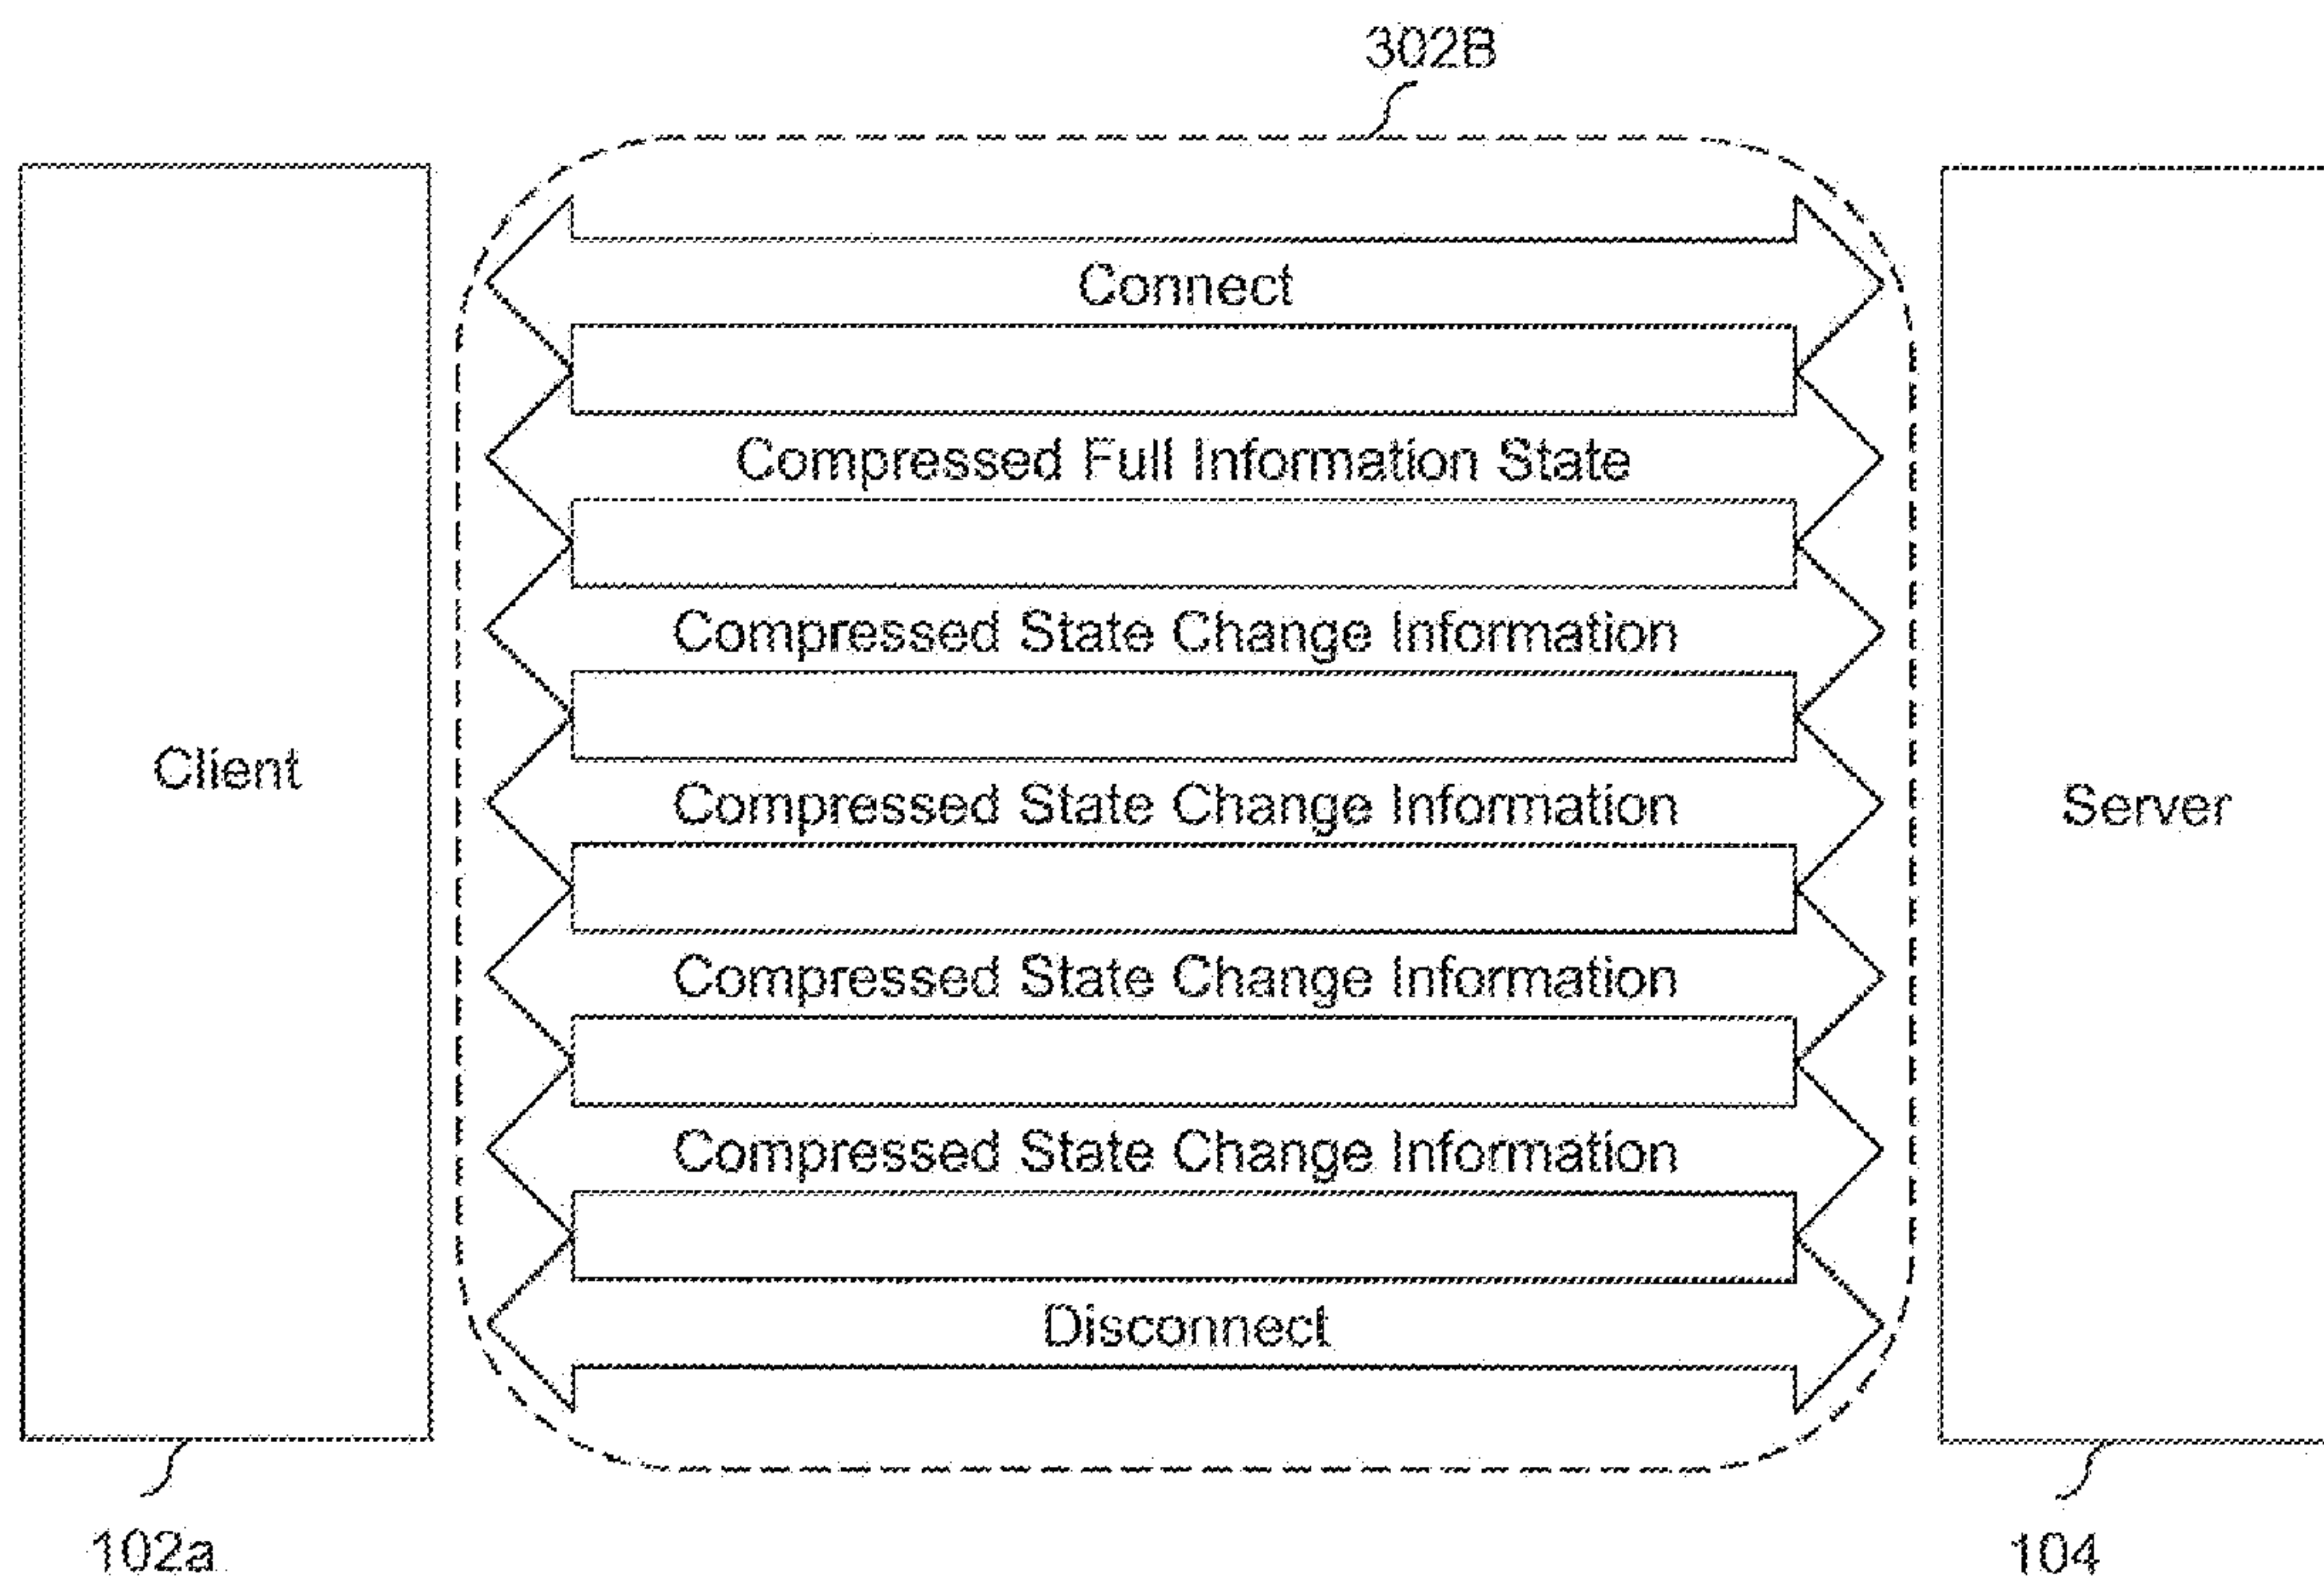 302B
Connect
Compressed Full Information State
Compressed State Change Information
Compressed State Change Information
Compressed State Change Information
Compressed State Change Information
Disconnect
Client
Server
102a
104